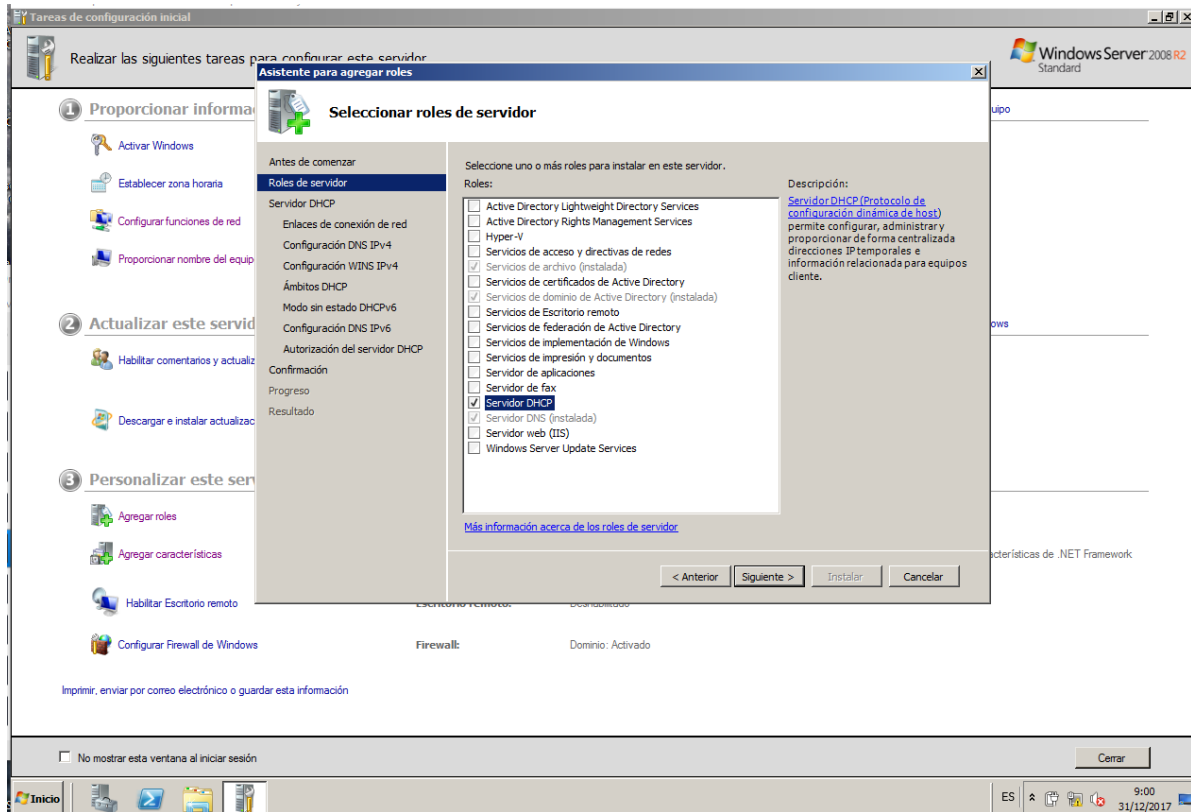 Tareas de configuración inicial
Realizar las siguientes tareas para configurar este servidor
Windows Server 2008 R2
Standard
1 Proporcionar informa
uipo
Activar Windows
Establecer zona horaria
Configurar funciones de red
Proporcionar nombre del equip
2 Actualizar este servid
ows
Habilitar comentarios y actualiz
Descargar e instalar actualizac
3 Personalizar este serv
Agregar roles
Agregar características
acterísticas de .NET Framework
Habilitar Escritorio remoto
Escritorio remoto: Deshabilitado
Configurar Firewall de Windows
Firewall: Dominio: Activado
Imprimir, enviar por correo electrónico o guardar esta información
Asistente para agregar roles
Seleccionar roles de servidor
Antes de comenzar
Roles de servidor
Servidor DHCP
Enlaces de conexión de red
Configuración DNS IPv4
Configuración WINS IPv4
Ámbitos DHCP
Modo sin estado DHCPv6
Configuración DNS IPv6
Autorización del servidor DHCP
Confirmación
Progreso
Resultado
Seleccione uno o más roles para instalar en este servidor.
Roles:
Active Directory Lightweight Directory Services
Active Directory Rights Management Services
Hyper-V
Servicios de acceso y directivas de redes
Servicios de archivo (instalada)
Servicios de certificados de Active Directory
Servicios de dominio de Active Directory (instalada)
Servicios de Escritorio remoto
Servicios de federación de Active Directory
Servicios de implementación de Windows
Servicios de impresión y documentos
Servidor de aplicaciones
Servidor de fax
Servidor DHCP
Servidor DNS (instalada)
Servidor web (IIS)
Windows Server Update Services
Más información acerca de los roles de servidor
Descripción:
Servidor DHCP (Protocolo de
configuración dinámica de host)
permite configurar, administrar y
proporcionar de forma centralizada
direcciones IP temporales e
información relacionada para equipos
cliente.
< Anterior Siguiente > Instalar Cancelar
No mostrar esta ventana al iniciar sesión
Cerrar
Inicio
ES
9:00
31/12/2017